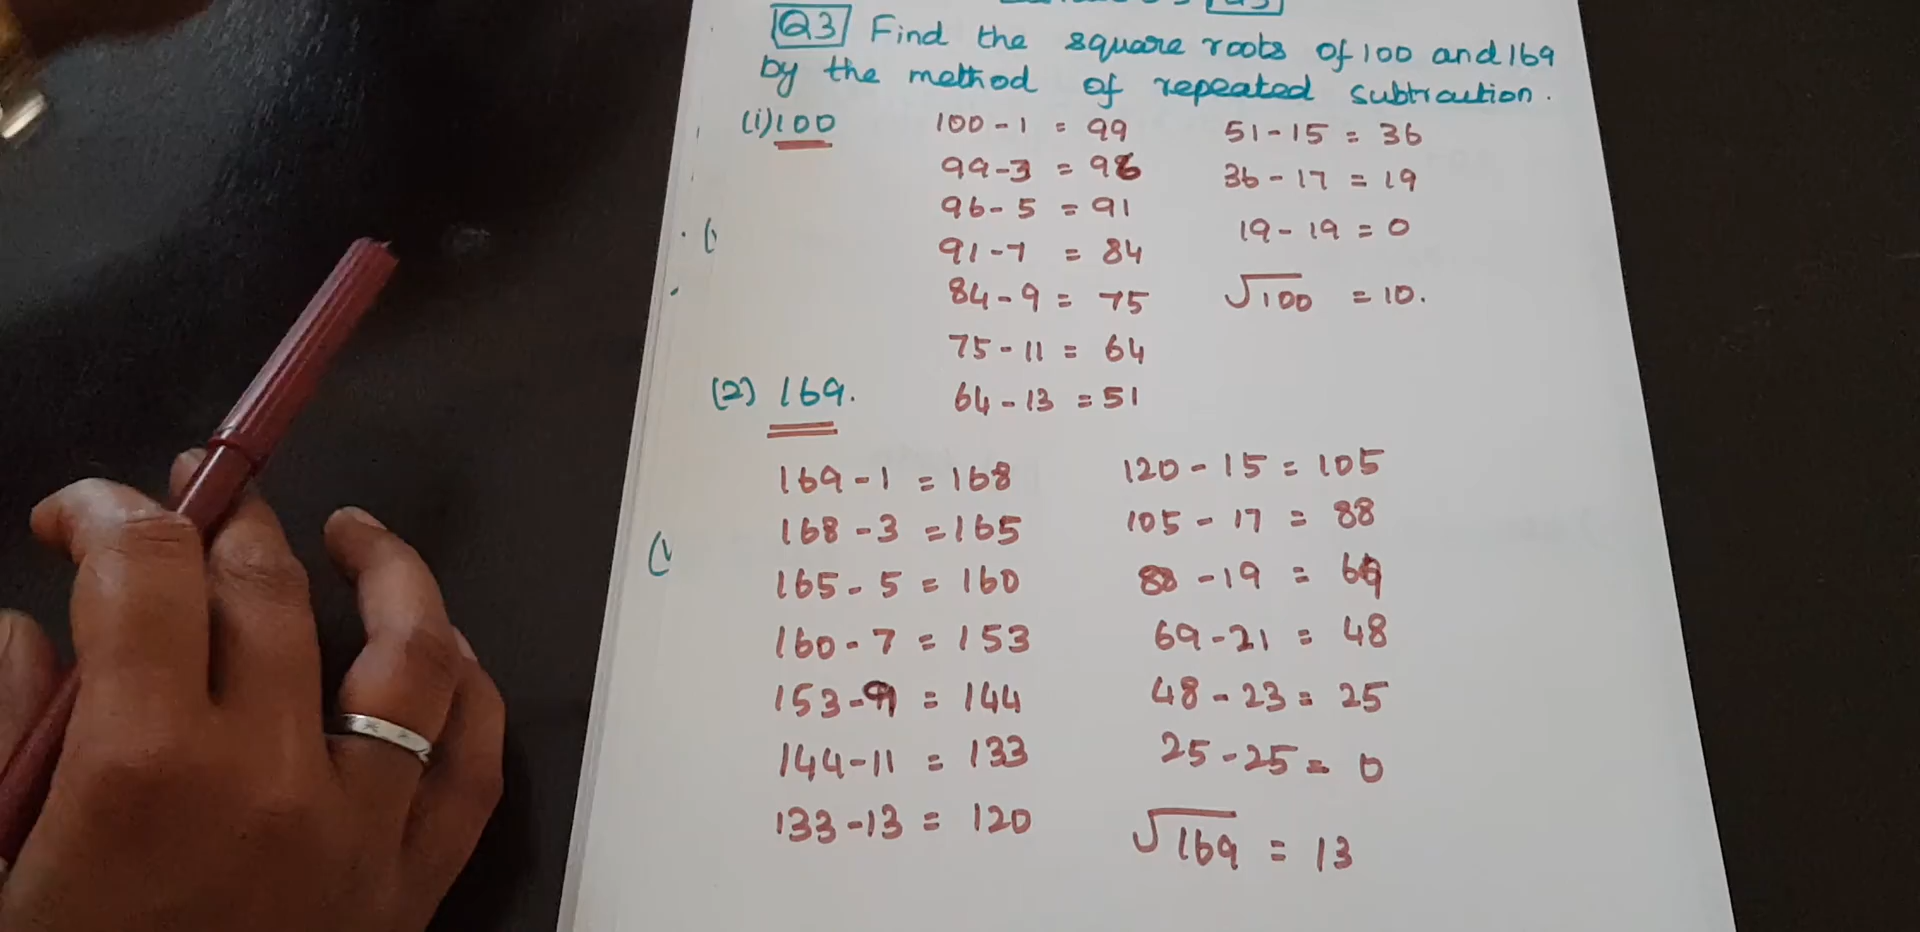 Q3 Find the square roots of 100 and 169
by the method of repeated subtraction.
(i) 100
100 - 1 = 99
99 - 3 = 96
96 - 5 = 91
91 - 7 = 84
84 - 9 = 75
75 - 11 = 64
64 - 13 = 51
51 - 15 = 36
36 - 17 = 19
19 - 19 = 0
√100 = 10.
(2) 169.
169 - 1 = 168
168 - 3 = 165
165 - 5 = 160
160 - 7 = 153
153 - 9 = 144
144 - 11 = 133
133 - 13 = 120
120 - 15 = 105
105 - 17 = 88
88 - 19 = 69
69 - 21 = 48
48 - 23 = 25
25 - 25 = 0
√169 = 13